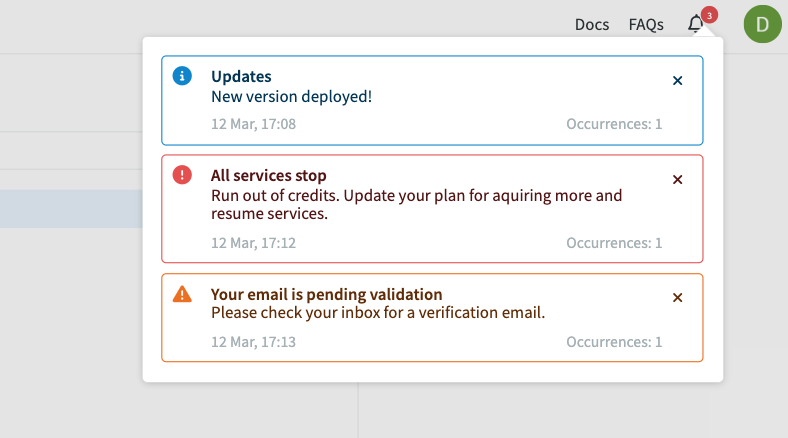 Docs FAQs 3 D
Updates
New version deployed!
12 Mar, 17:08 Occurrences: 1
All services stop
Run out of credits. Update your plan for aquiring more and
resume services.
12 Mar, 17:12 Occurrences: 1
Your email is pending validation
Please check your inbox for a verification email.
12 Mar, 17:13 Occurrences: 1